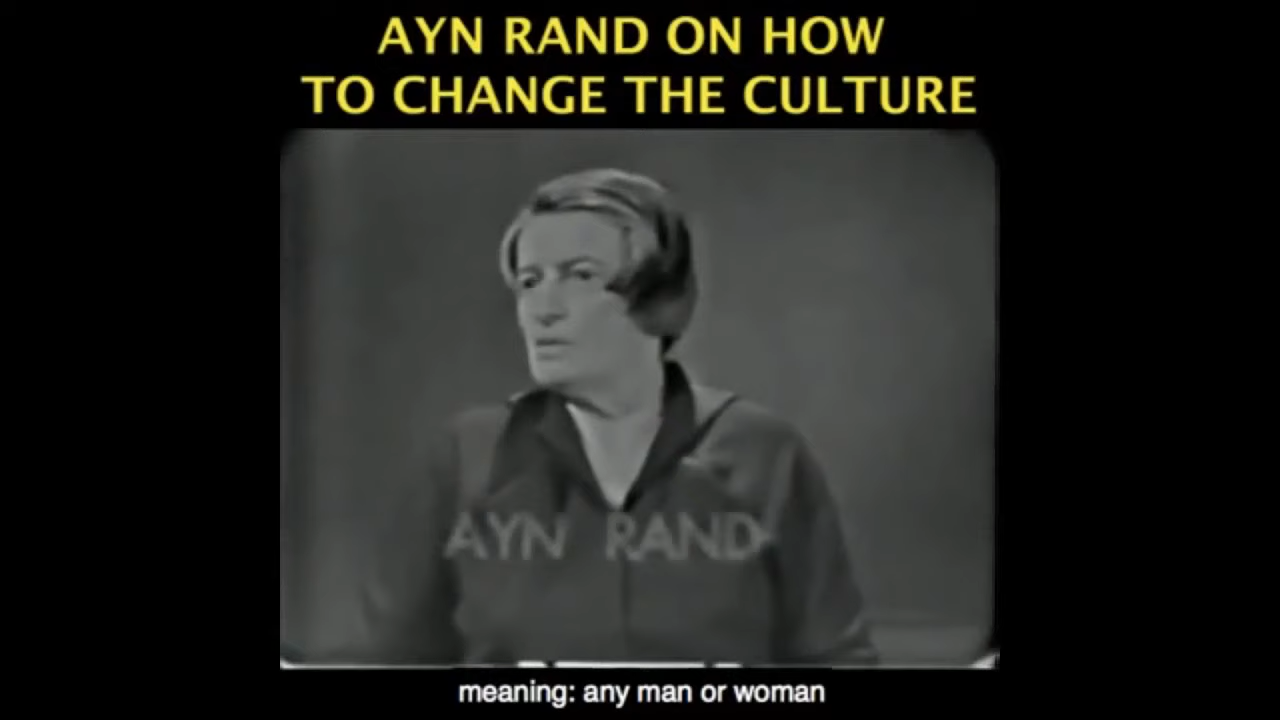 AYN RAND ON HOW
TO CHANGE THE CULTURE
AYN RAND
meaning: any man or woman